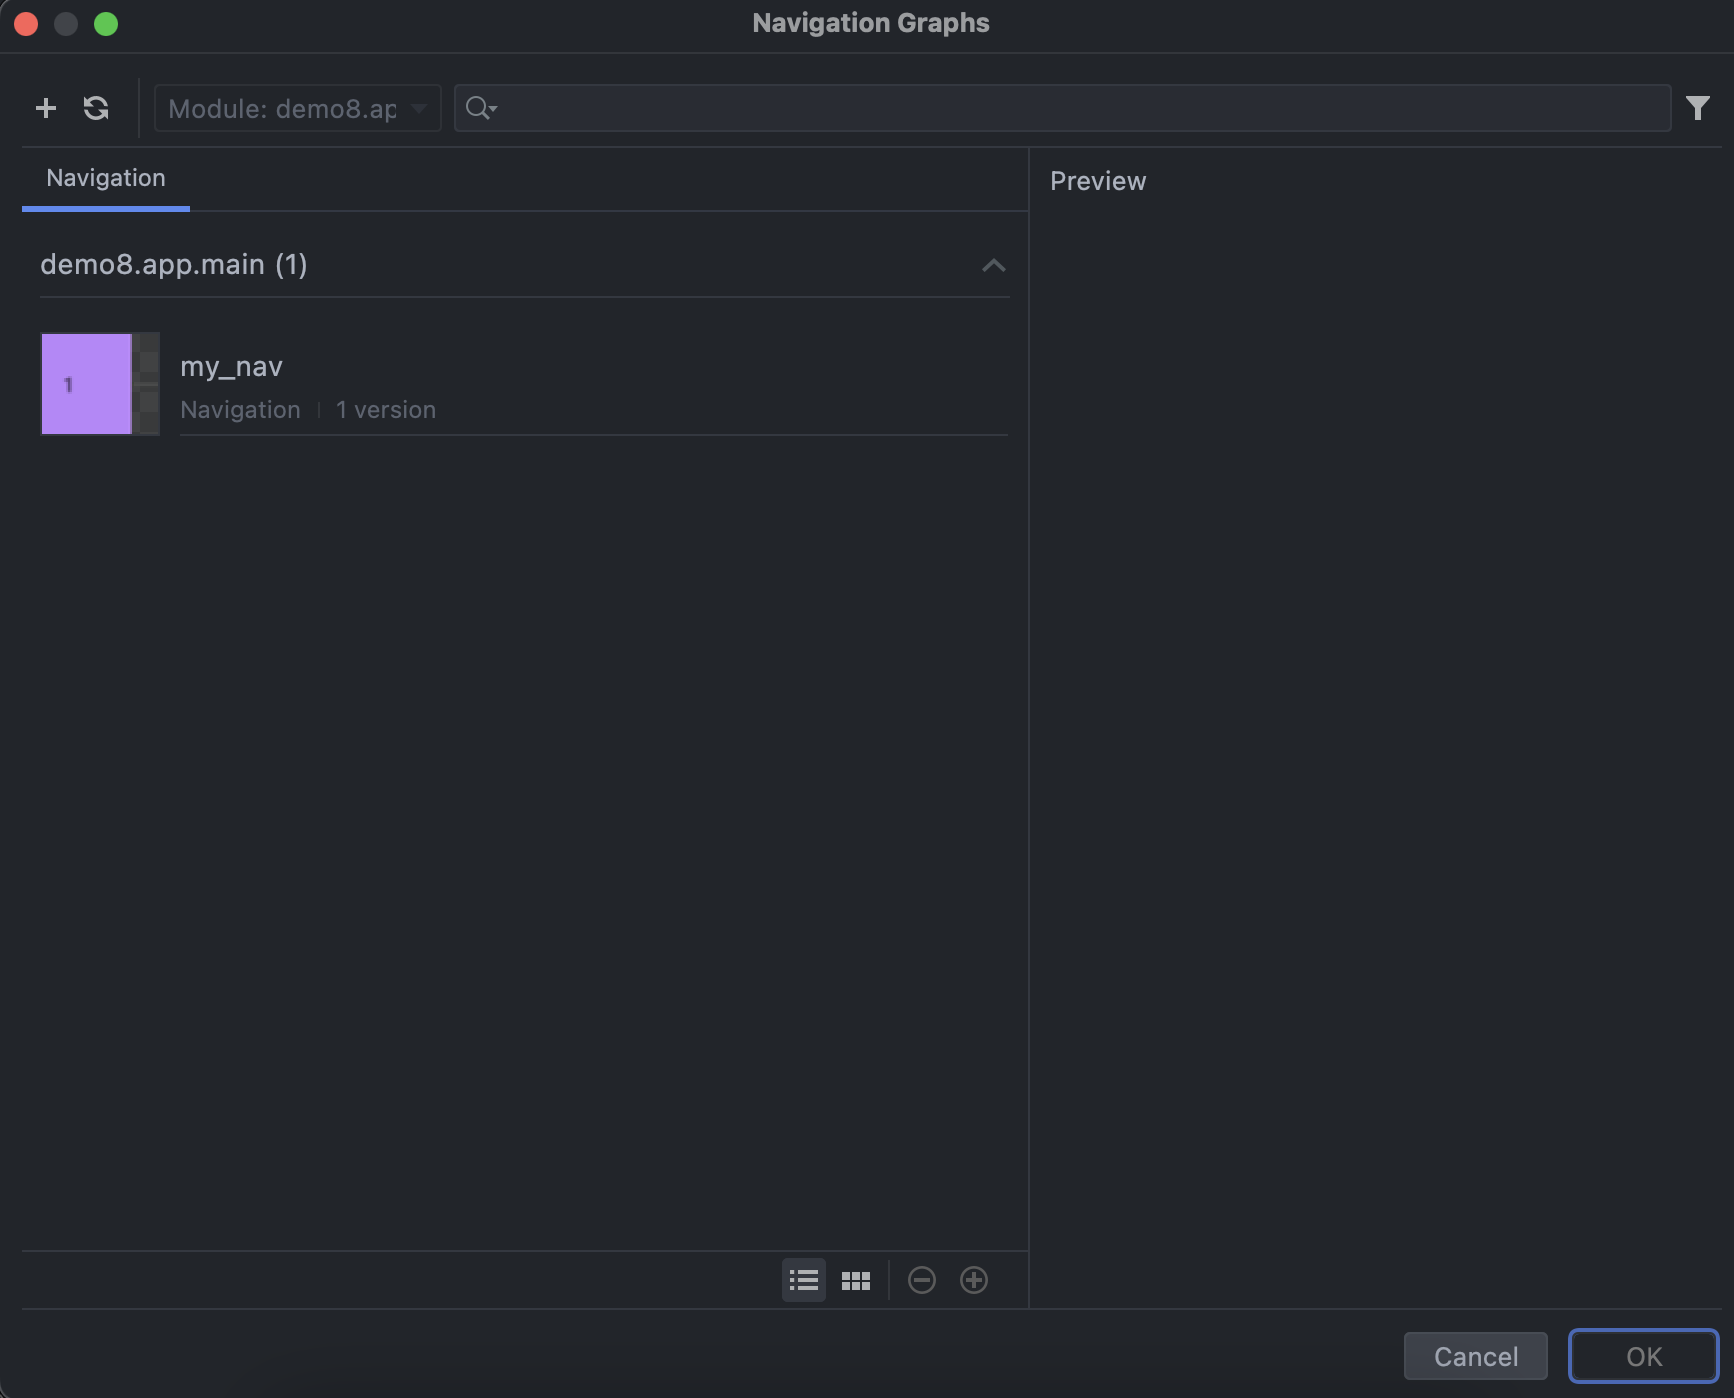 Navigation Graphs
Module: demo8.ap
Navigation
Preview
demo8.app.main (1)
1
my_nav
Navigation | 1 version
Cancel
OK